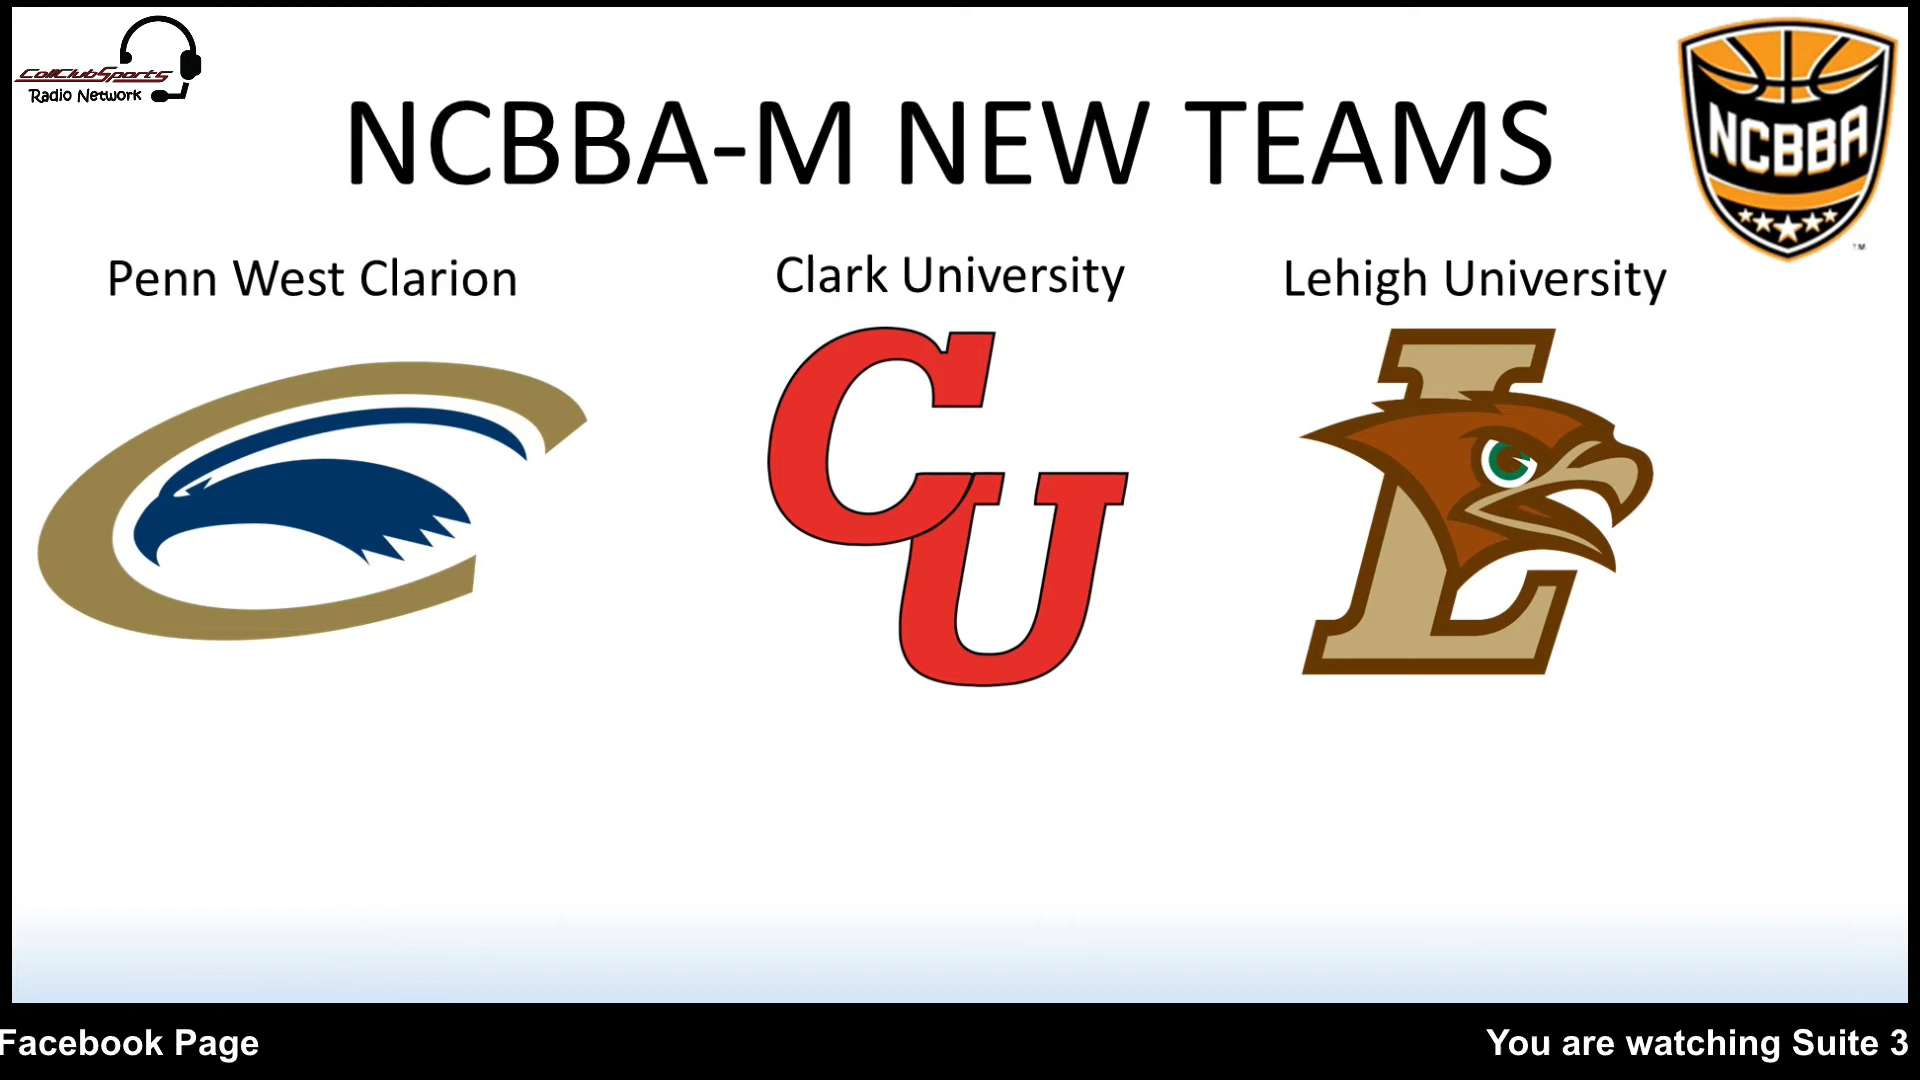 CollClubSports
Radio Network
NCBBA-M NEW TEAMS
NCBBA
TM
Penn West Clarion
Clark University
Lehigh University
CU
L
Facebook Page
You are watching Suite 3